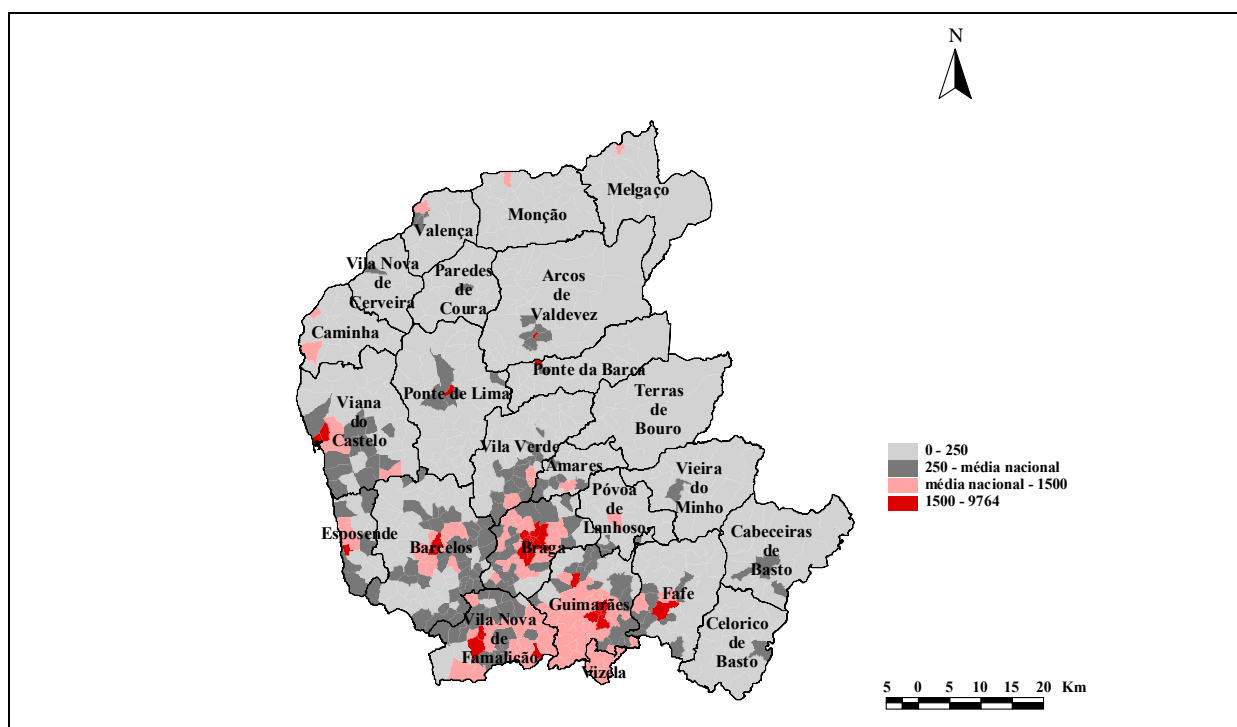 N
Melgaço
Monção
Valença
Vila Nova
de
Cerveira
Paredes
de
Coura
Arcos
de
Valdevez
Caminha
Ponte da Barca
Ponte de Lima
Terras
de
Bouro
Viana
do
Castelo
Vila Verde
Amares
Vieira
do
Minho
Póvoa
de
Lanhoso
Esposende
Barcelos
Braga
Cabeceiras
de
Basto
Guimarães
Fafe
Vila Nova
de
Famalicão
Celorico
de
Basto
Vizela
0 - 250
250 - média nacional
média nacional - 1500
1500 - 9764
5 0 5 10 15 20 Km